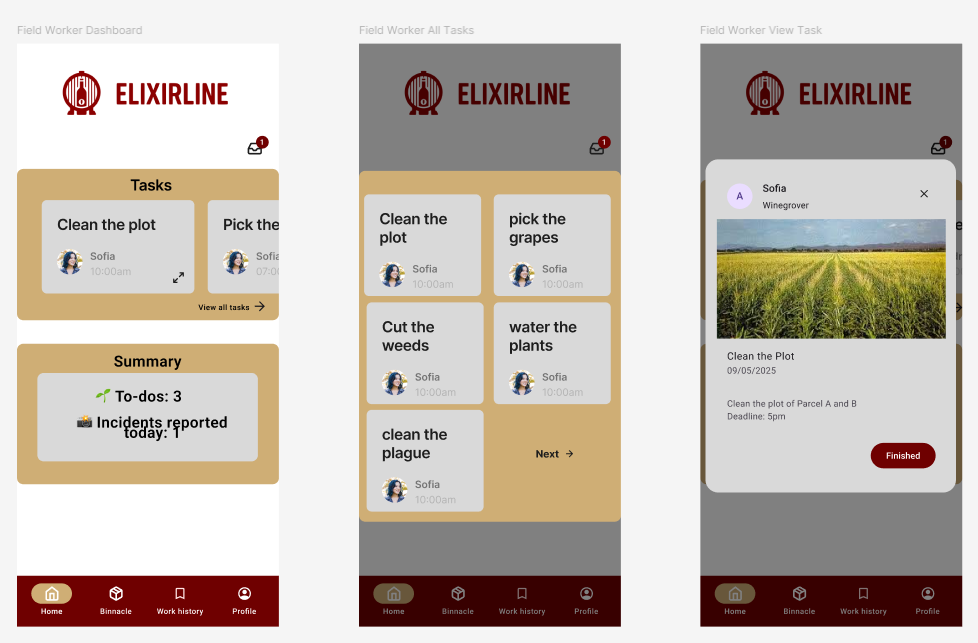 Field Worker Dashboard
ELIXIRLINE
1
Tasks
Clean the plot
Sofia
10:00am
Pick the
Sofia
07:00
View all tasks →
Summary
🌱 To-dos: 3
📸 Incidents reported
today: 1
Home
Binnacle
Work history
Profile
Field Worker All Tasks
ELIXIRLINE
1
Clean the
plot
Sofia
10:00am
pick the
grapes
Sofia
10:00am
Cut the
weeds
Sofia
10:00am
water the
plants
Sofia
10:00am
clean the
plague
Sofia
10:00am
Next →
Home
Binnacle
Work history
Profile
Field Worker View Task
ELIXIRLINE
1
A
Sofia
Winegrover
Clean the Plot
09/05/2025
Clean the plot of Parcel A and B
Deadline: 5pm
Finished
Home
Binnacle
Work history
Profile